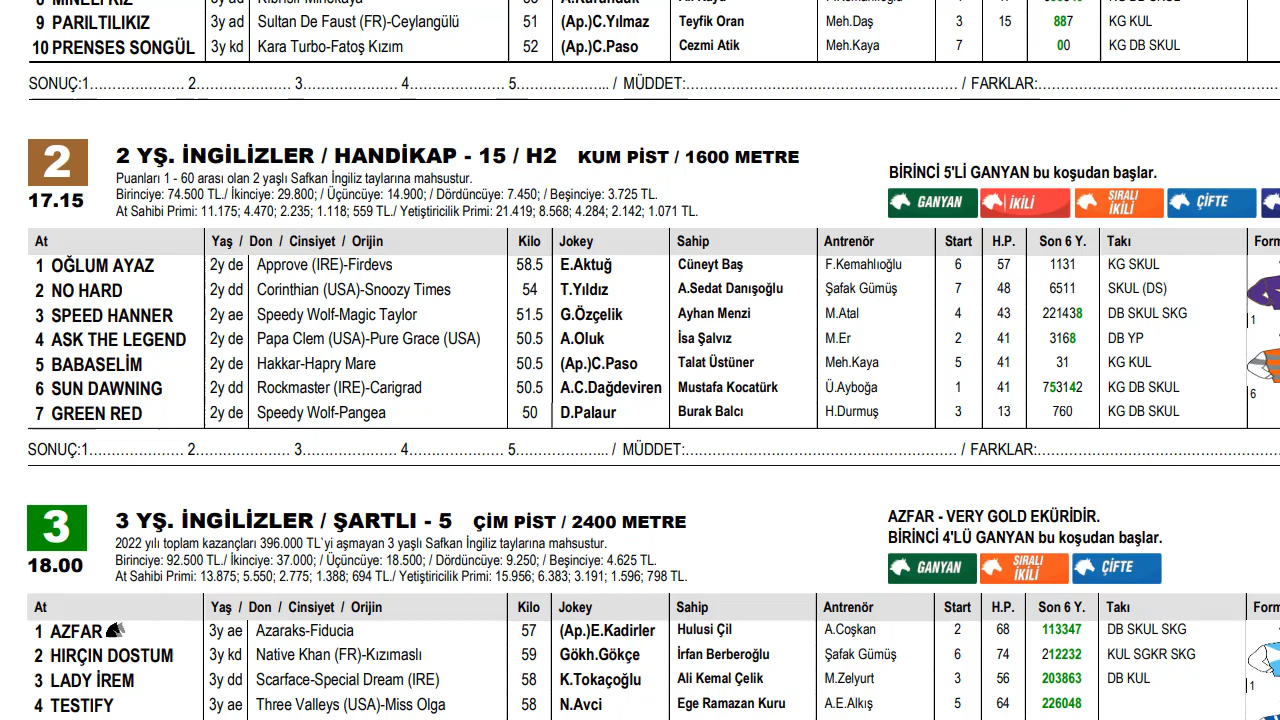 9 PARILTILIKIZ 3y ad Sultan De Faust (FR)-Ceylangülü 51 (Ap.)C.Yılmaz Teyfik Oran Meh.Daş 3 15 887 KG KUL
10 PRENSES SONGÜL 3y kd Kara Turbo-Fatoş Kızım 52 (Ap.)C.Paso Cezmi Atik Meh.Kaya 7 00 KG DB SKUL
SONUÇ:1..................... 2...................... 3...................... 4...................... 5..................... / MÜDDET:............................................................... / FARKLAR:.......................................................
2 2 YŞ. İNGİLİZLER / HANDİKAP - 15 / H2 KUM PİST / 1600 METRE
17.15
Puanları 1 - 60 arası olan 2 yaşlı Safkan İngiliz taylarına mahsustur.
Birinciye: 74.500 TL./ İkinciye: 29.800; / Üçüncüye: 14.900; / Dördüncüye: 7.450; / Beşinciye: 3.725 TL.
At Sahibi Primi: 11.175; 4.470; 2.235; 1.118; 559 TL./ Yetiştiricilik Primi: 21.419; 8.568; 4.284; 2.142; 1.071 TL.
BİRİNCİ 5'Lİ GANYAN bu koşudan başlar.
GANYAN İKİLİ SIRALI İKİLİ ÇİFTE
At Yaş / Don / Cinsiyet / Orijin Kilo Jokey Sahip Antrenör Start H.P. Son 6 Y. Takı Form
1 OĞLUM AYAZ 2y de Approve (IRE)-Firdevs 58.5 E.Aktuğ Cüneyt Baş F.Kemahlıoğlu 6 57 1131 KG SKUL
2 NO HARD 2y dd Corinthian (USA)-Snoozy Times 54 T.Yıldız A.Sedat Danışoğlu Şafak Gümüş 7 48 6511 SKUL (DS)
3 SPEED HANNER 2y ae Speedy Wolf-Magic Taylor 51.5 G.Özçelik Ayhan Menzi M.Atal 4 43 221438 DB SKUL SKG 1
4 ASK THE LEGEND 2y de Papa Clem (USA)-Pure Grace (USA) 50.5 A.Oluk İsa Şalvız M.Er 2 41 3168 DB YP
5 BABASELİM 2y de Hakkar-Hapry Mare 50.5 (Ap.)C.Paso Talat Üstüner Meh.Kaya 5 41 31 KG KUL
6 SUN DAWNING 2y dd Rockmaster (IRE)-Carigrad 50.5 A.C.Dağdeviren Mustafa Kocatürk Ü.Ayboğa 1 41 753142 KG DB SKUL 6
7 GREEN RED 2y de Speedy Wolf-Pangea 50 D.Palaur Burak Balcı H.Durmuş 3 13 760 KG DB SKUL
SONUÇ:1..................... 2...................... 3...................... 4...................... 5..................... / MÜDDET:............................................................... / FARKLAR:.......................................................
3 3 YŞ. İNGİLİZLER / ŞARTLI - 5 ÇİM PİST / 2400 METRE
18.00
2022 yılı toplam kazançları 396.000 TL`yi aşmayan 3 yaşlı Safkan İngiliz taylarına mahsustur.
Birinciye: 92.500 TL./ İkinciye: 37.000; / Üçüncüye: 18.500; / Dördüncüye: 9.250; / Beşinciye: 4.625 TL.
At Sahibi Primi: 13.875; 5.550; 2.775; 1.388; 694 TL./ Yetiştiricilik Primi: 15.956; 6.383; 3.191; 1.596; 798 TL.
AZFAR - VERY GOLD EKÜRİDİR.
BİRİNCİ 4'LÜ GANYAN bu koşudan başlar.
GANYAN SIRALI İKİLİ ÇİFTE
At Yaş / Don / Cinsiyet / Orijin Kilo Jokey Sahip Antrenör Start H.P. Son 6 Y. Takı Form
1 AZFAR 3y ae Azaraks-Fiducia 57 (Ap.)E.Kadirler Hulusi Çil A.Coşkan 2 68 113347 DB SKUL SKG
2 HIRÇIN DOSTUM 3y kd Native Khan (FR)-Kızımaslı 59 Gökh.Gökçe İrfan Berberoğlu Şafak Gümüş 6 74 212232 KUL SGKR SKG
3 LADY İREM 3y dd Scarface-Special Dream (IRE) 58 K.Tokaçoğlu Ali Kemal Çelik M.Zelyurt 3 56 203863 DB KUL 1
4 TESTIFY 3y ae Three Valleys (USA)-Miss Olga 58 N.Avci Ege Ramazan Kuru A.E.Alkış 5 64 226048